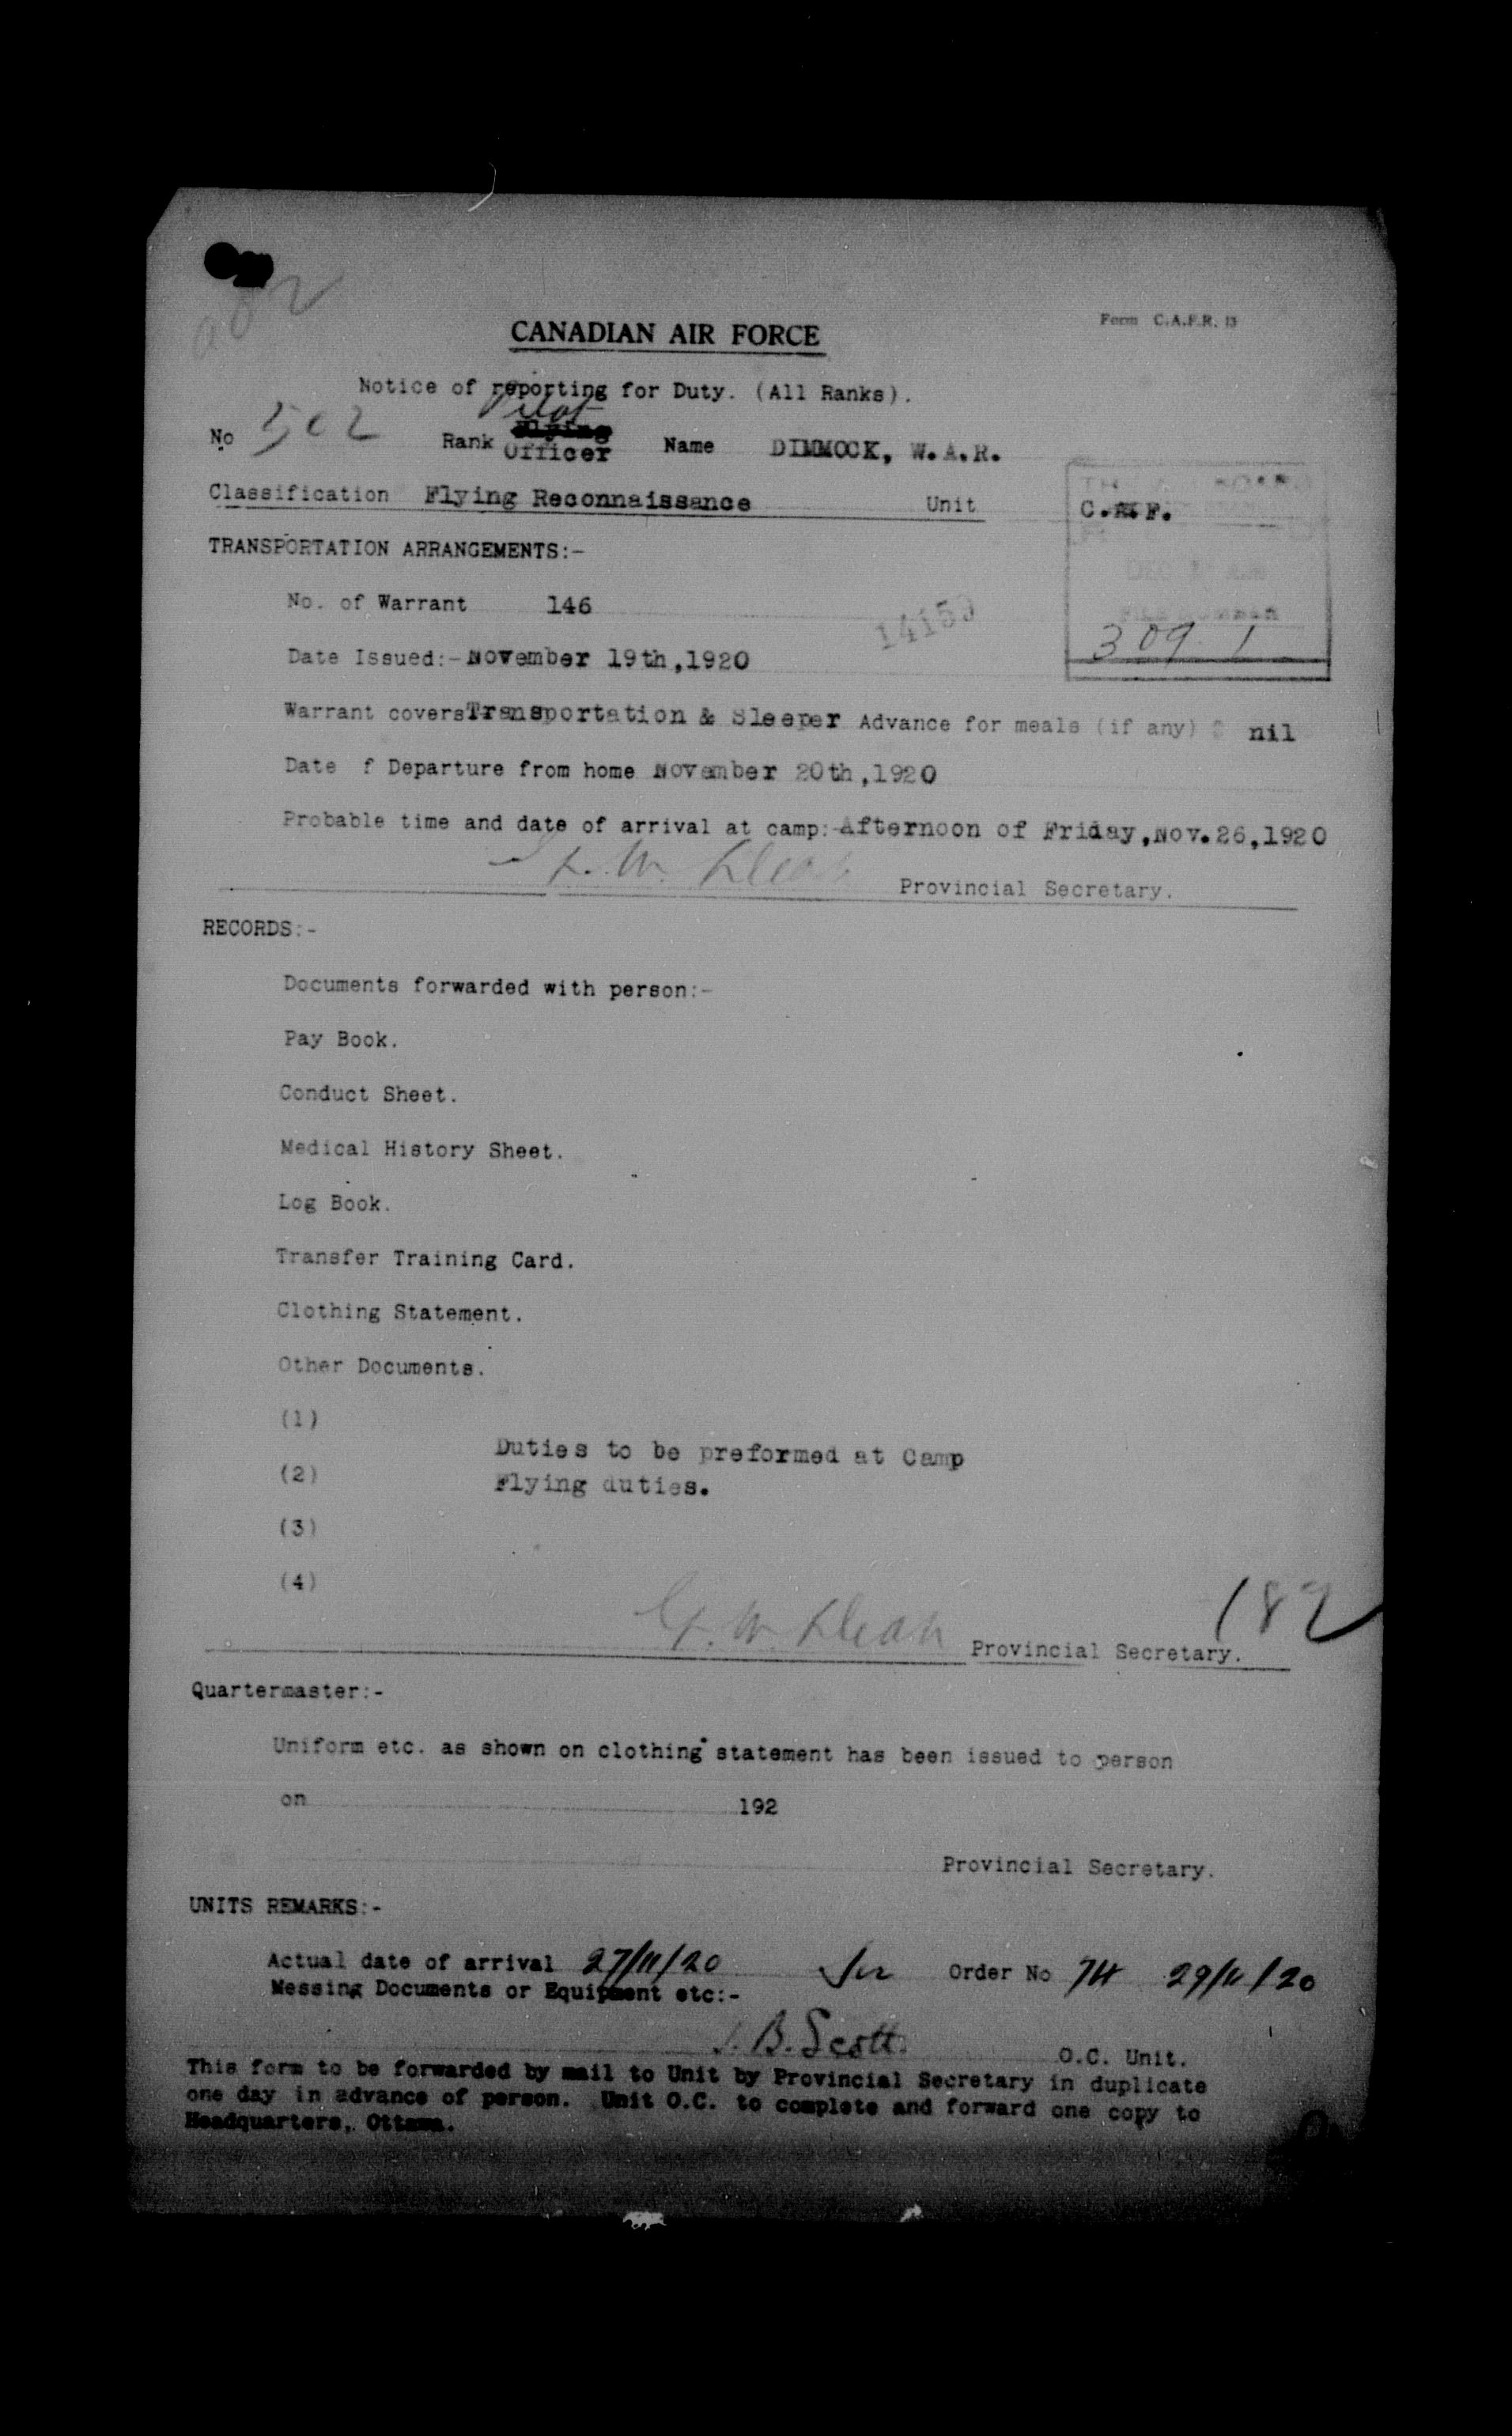 Form C.A.F.R. 13
CANADIAN AIR FORCE
Notice of reporting for Duty. (All Ranks).
Pilot
No 502 Rank Flying Officer Name DIMMOCK, W.A.R.
Classification Flying Reconnaissance Unit C.A.F.
TRANSPORTATION ARRANGEMENTS:-
No. of Warrant 146
14159
309 1
Date Issued:- November 19th,1920
Warrant covers Transportation & Sleeper Advance for meals (if any) $ nil
Date f Departure from home November 20th,1920
Probable time and date of arrival at camp:- Afternoon of Friday,Nov.26,1920
Provincial Secretary.
RECORDS:-
Documents forwarded with person:-
Pay Book.
Conduct Sheet.
Medical History Sheet.
Log Book.
Transfer Training Card.
Clothing Statement.
Other Documents.
(1)
Duties to be preformed at Camp
(2)
Flying duties.
(3)
(4)
182
Provincial Secretary.
Quartermaster:-
Uniform etc. as shown on clothing statement has been issued to person
on 192
Provincial Secretary.
UNITS REMARKS:-
Actual date of arrival 27/11/20 Order No 74 29/11/20
Messing Documents or Equipment etc:-
B. Scott
O.C. Unit.
This form to be forwarded by mail to Unit by Provincial Secretary in duplicate
one day in advance of person. Unit O.C. to complete and forward one copy to
Headquarters, Ottawa.